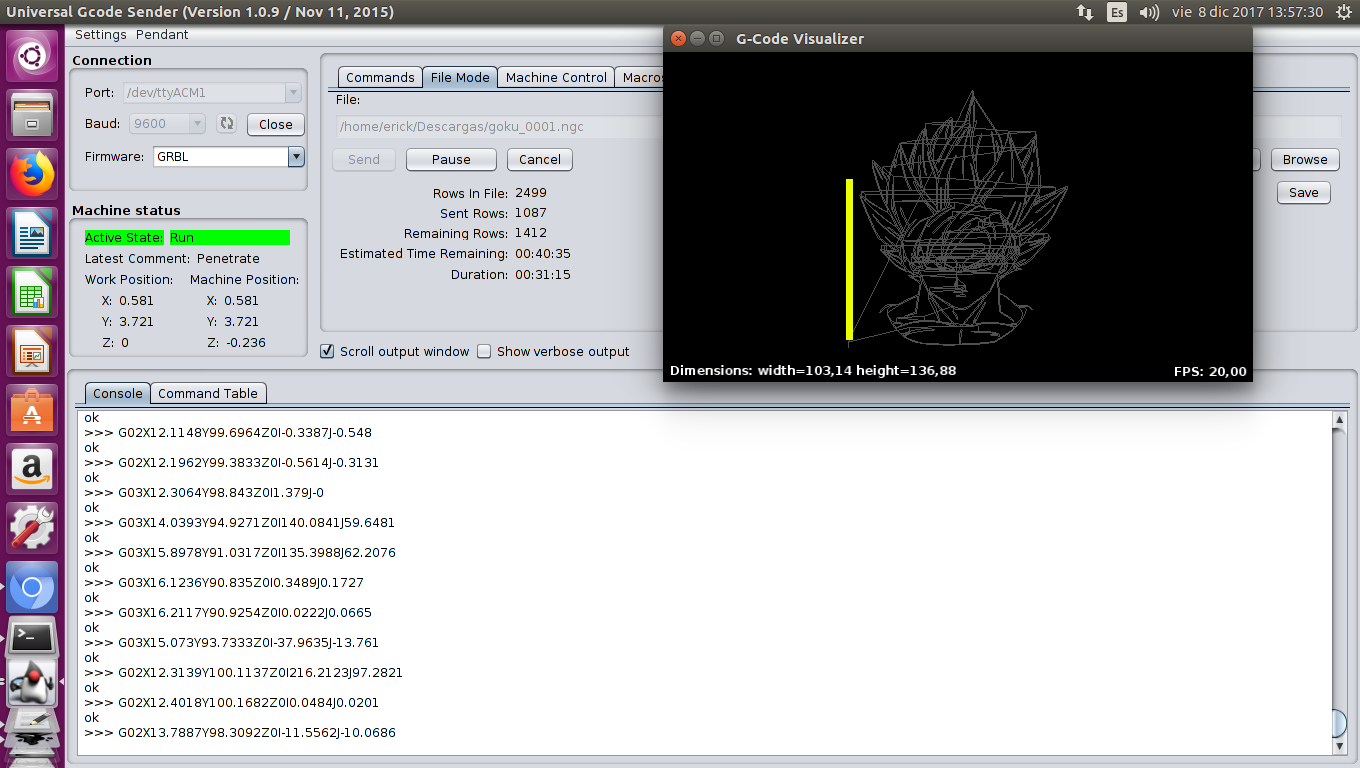 Universal Gcode Sender (Version 1.0.9 / Nov 11, 2015)
Es
vie 8 dic 2017 13:57:30
Settings Pendant
Connection
Port: /dev/ttyACM1
Baud: 9600 Close
Firmware: GRBL
Machine status
Active State: Run
Latest Comment: Penetrate
Work Position: Machine Position:
X: 0.581 X: 0.581
Y: 3.721 Y: 3.721
Z: 0 Z: -0.236
Commands File Mode Machine Control Macros
File:
/home/erick/Descargas/goku_0001.ngc
Send Pause Cancel
Browse
Save
Rows In File: 2499
Sent Rows: 1087
Remaining Rows: 1412
Estimated Time Remaining: 00:40:35
Duration: 00:31:15
Scroll output window Show verbose output
G-Code Visualizer
Dimensions: width=103,14 height=136,88
FPS: 20,00
Console Command Table
ok
>>> G02X12.1148Y99.6964Z0I-0.3387J-0.548
ok
>>> G02X12.1962Y99.3833Z0I-0.5614J-0.3131
ok
>>> G03X12.3064Y98.843Z0I1.379J-0
ok
>>> G03X14.0393Y94.9271Z0I140.0841J59.6481
ok
>>> G03X15.8978Y91.0317Z0I135.3988J62.2076
ok
>>> G03X16.1236Y90.835Z0I0.3489J0.1727
ok
>>> G03X16.2117Y90.9254Z0I0.0222J0.0665
ok
>>> G03X15.073Y93.7333Z0I-37.9635J-13.761
ok
>>> G02X12.3139Y100.1137Z0I216.2123J97.2821
ok
>>> G02X12.4018Y100.1682Z0I0.0484J0.0201
ok
>>> G02X13.7887Y98.3092Z0I-11.5562J-10.0686